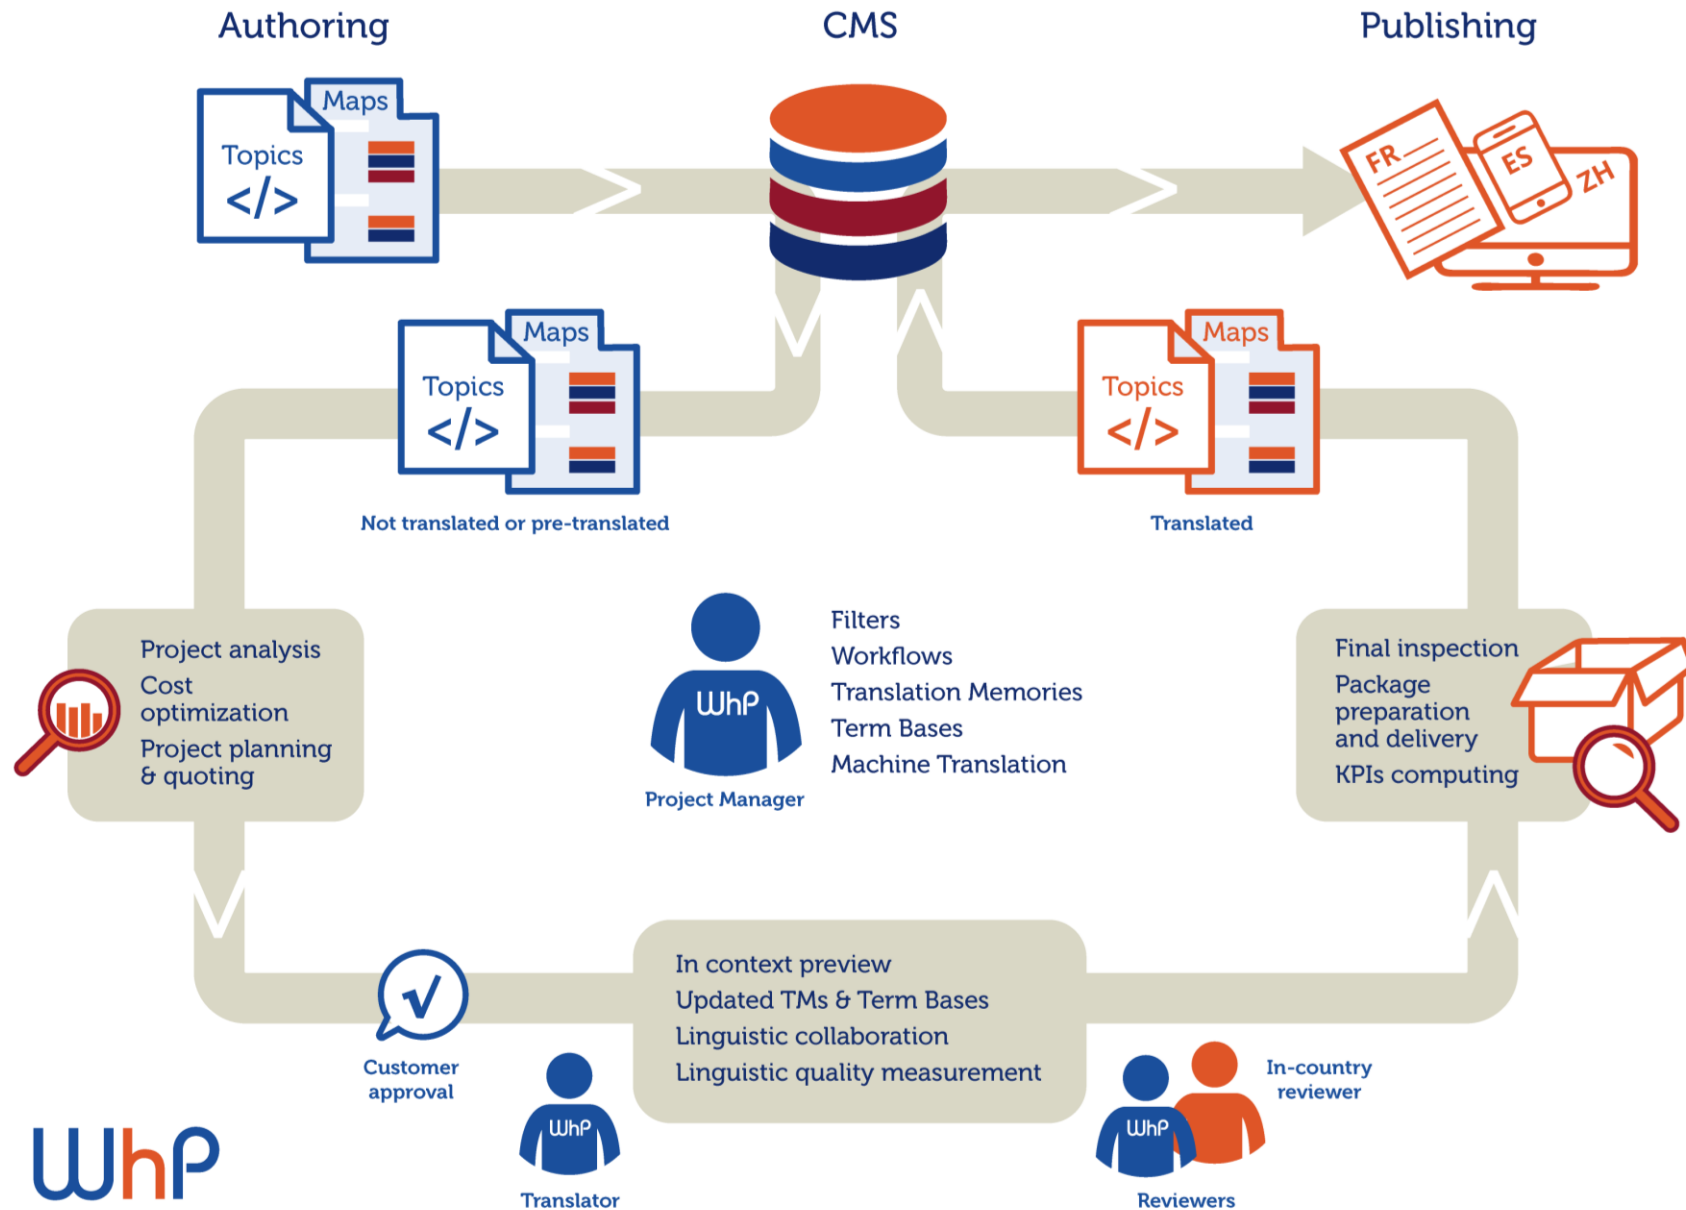 Authoring
CMS
Publishing
Maps
Topics
</>
FR
ES
ZH
Maps
Topics
</>
Not translated or pre-translated
Maps
Topics
</>
Translated
Project analysis
Cost
optimization
Project planning
& quoting
WhP
Project Manager
Filters
Workflows
Translation Memories
Term Bases
Machine Translation
Final inspection
Package
preparation
and delivery
KPIs computing
Customer
approval
In context preview
Updated TMs & Term Bases
Linguistic collaboration
Linguistic quality measurement
WhP
Translator
WhP
Reviewers
In-country
reviewer
WhP